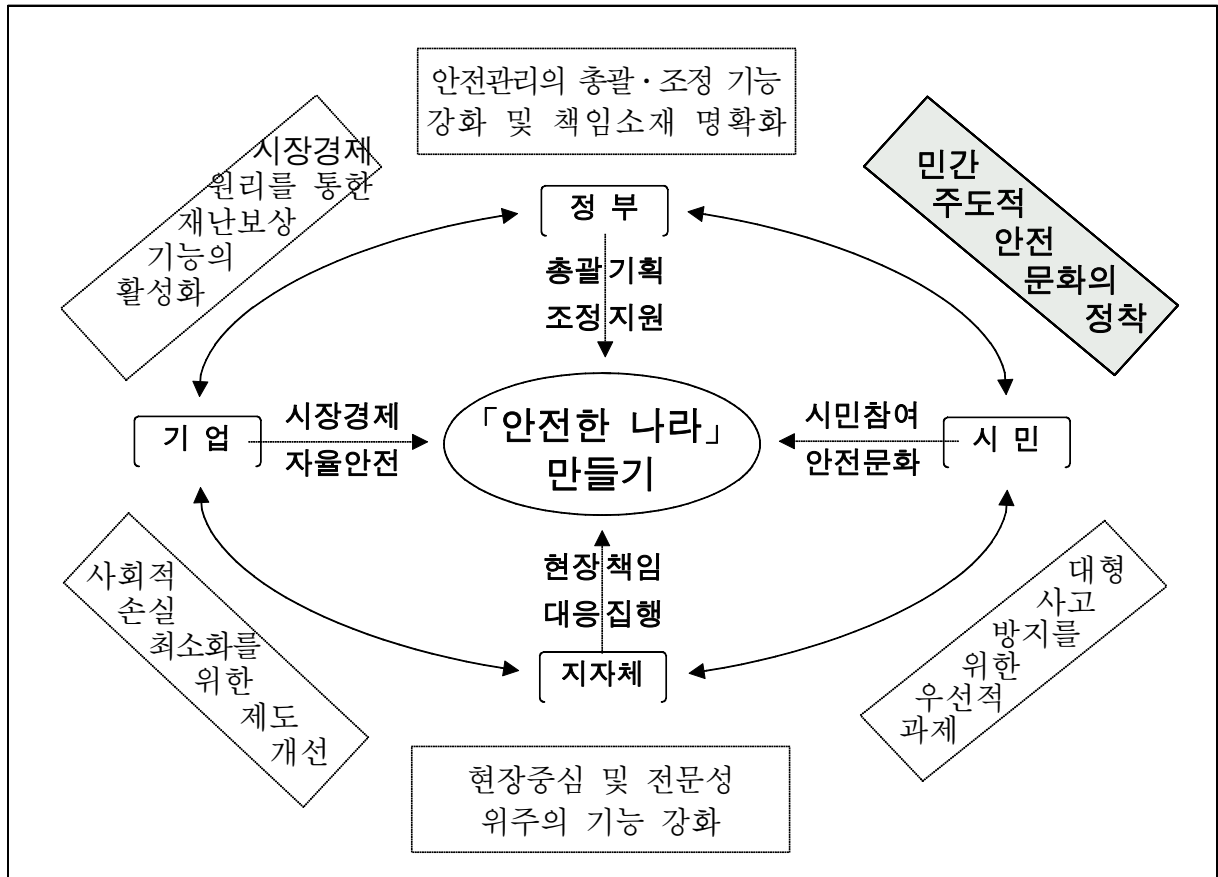 안전관리의 총괄·조정 기능
강화 및 책임소재 명확화
시장경제
원리를 통한
재난보상
기능의
활성화
민간
주도적
안전
문화의
정착
정 부
총괄 기획
조정 지원
기 업
시장경제
자율안전
「안전한 나라」
만들기
시민참여
안전문화
시 민
현장 책임
대응 집행
지자체
사회적
손실
최소화를
위한
제도
개선
대형
사고
방지를
위한
우선적
과제
현장중심 및 전문성
위주의 기능 강화